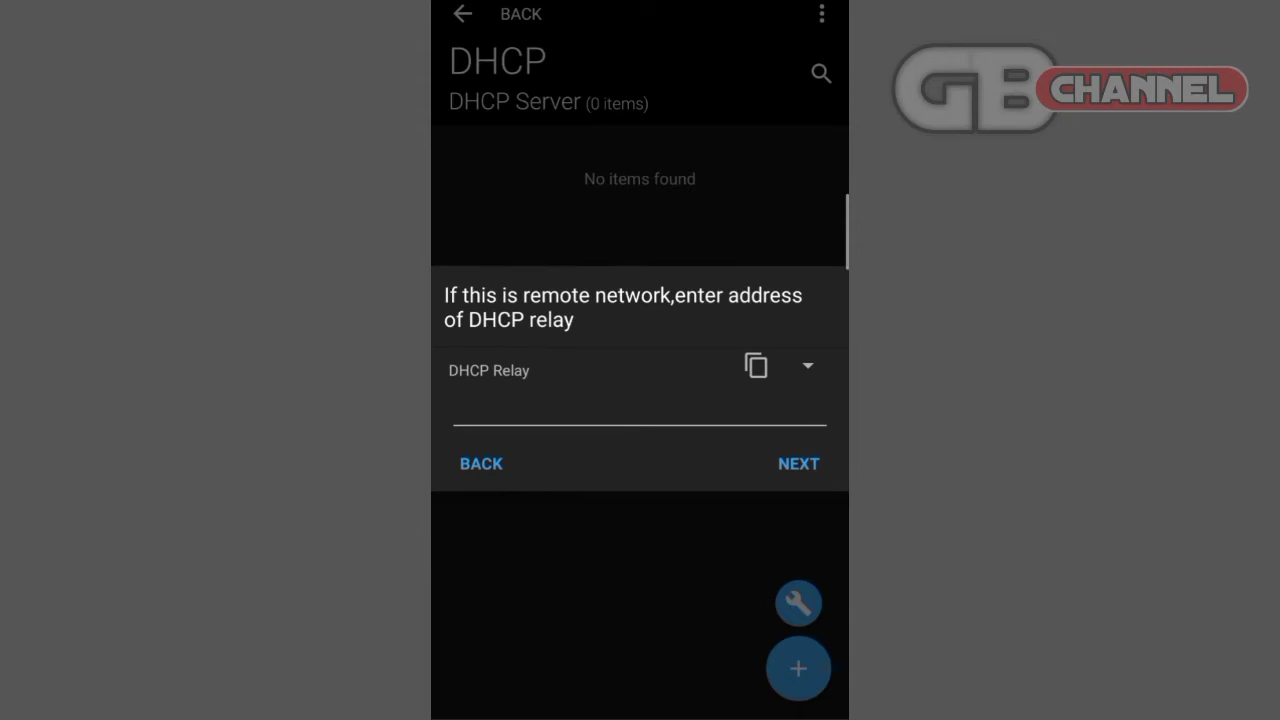 BACK
DHCP
DHCP Server (0 items)
No items found
If this is remote network,enter address
of DHCP relay
DHCP Relay
BACK
NEXT
GB CHANNEL